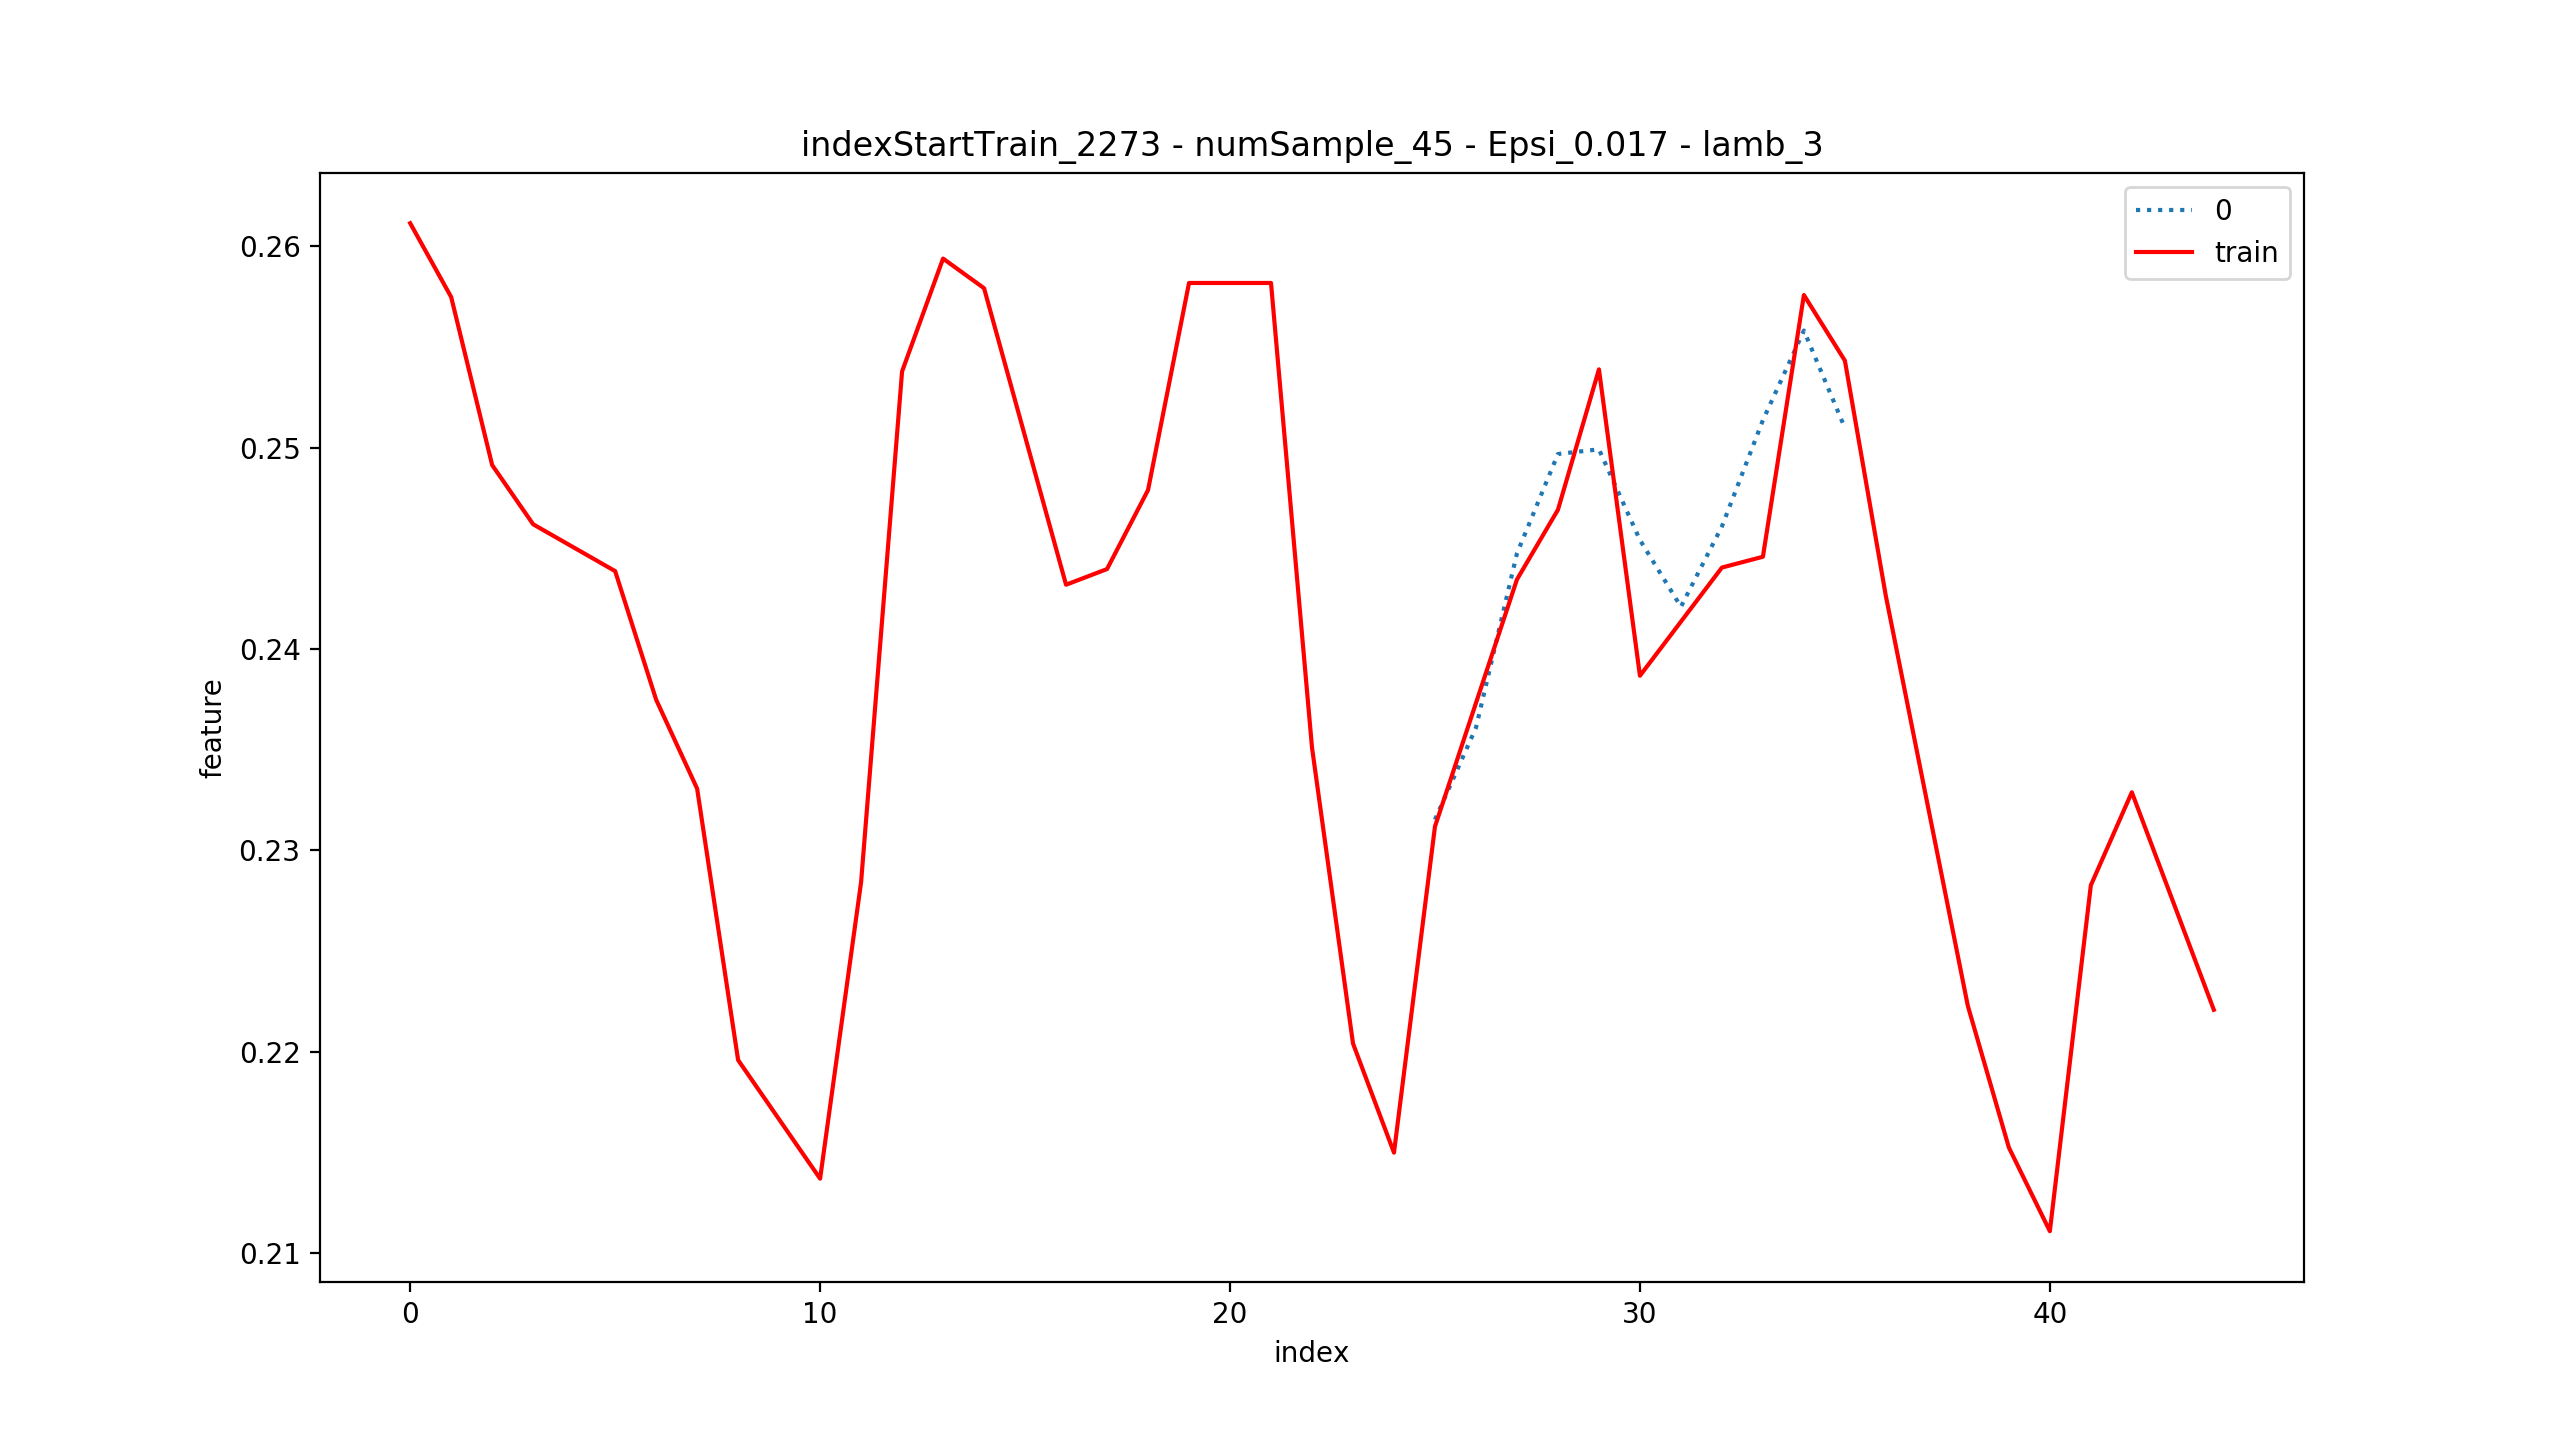 indexStartTrain_2273 - numSample_45 - Epsi_0.017 - lamb_3
0
train
0.26
0.25
0.24
0.23
0.22
0.21
feature
0 10 20 30 40
index